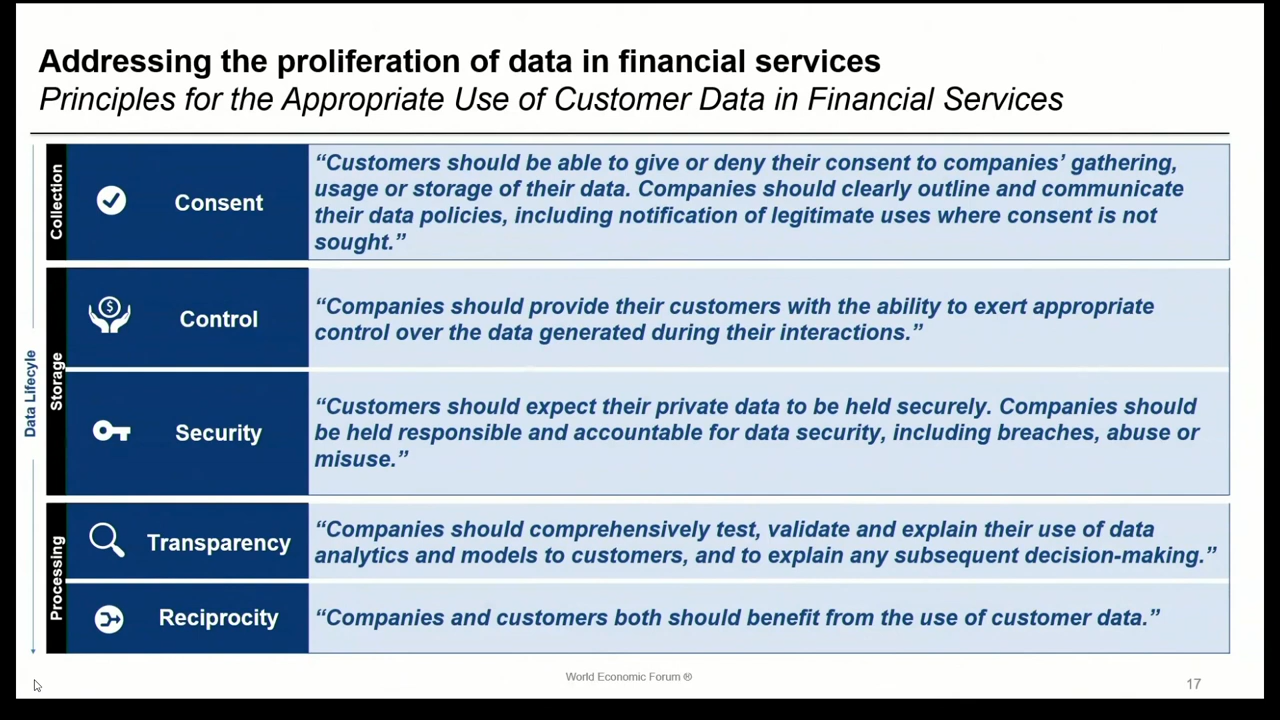 Addressing the proliferation of data in financial services
Principles for the Appropriate Use of Customer Data in Financial Services
Data Lifecyle
Collection
Consent
“Customers should be able to give or deny their consent to companies’ gathering,
usage or storage of their data. Companies should clearly outline and communicate
their data policies, including notification of legitimate uses where consent is not
sought.”
Storage
Control
“Companies should provide their customers with the ability to exert appropriate
control over the data generated during their interactions.”
Security
“Customers should expect their private data to be held securely. Companies should
be held responsible and accountable for data security, including breaches, abuse or
misuse.”
Processing
Transparency
“Companies should comprehensively test, validate and explain their use of data
analytics and models to customers, and to explain any subsequent decision-making.”
Reciprocity
“Companies and customers both should benefit from the use of customer data.”
World Economic Forum ®
17